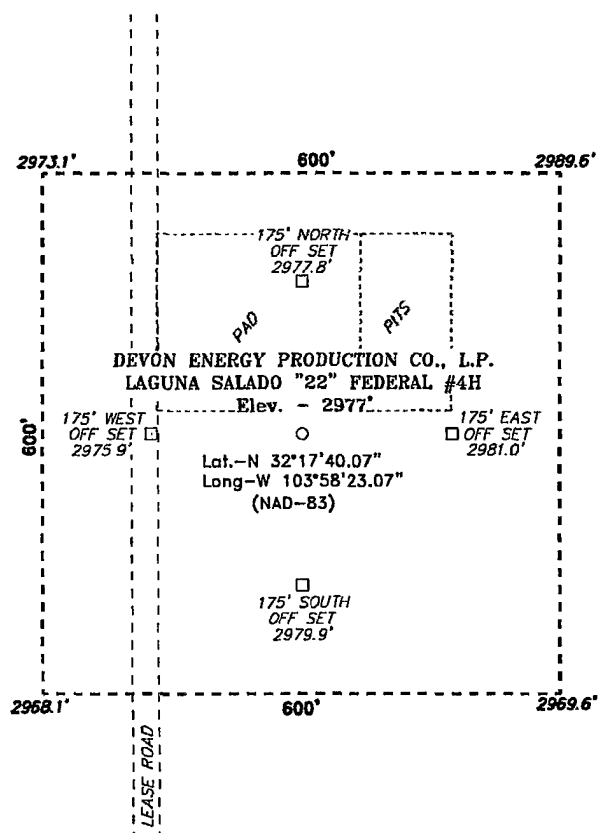 2973.1'
600'
2989.6'
175' NORTH
OFF SET
2977.8'
PAD
PITS
DEVON ENERGY PRODUCTION CO., L.P.
LAGUNA SALADO "22" FEDERAL #4H
Elev. - 2977'
600'
175' WEST
OFF SET
2975.9'
175' EAST
OFF SET
2981.0'
Lat.-N 32°17'40.07"
Long-W 103°58'23.07"
(NAD-83)
175' SOUTH
OFF SET
2979.9'
2968.1'
600'
2969.6'
LEASE ROAD